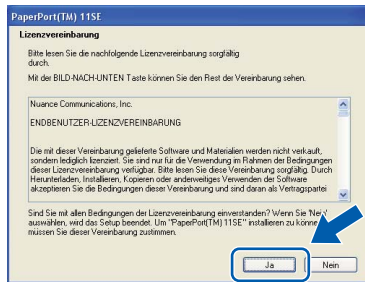 PaperPort(TM) 11SE
Lizenzvereinbarung
Bitte lesen Sie die nachfolgende Lizenzvereinbarung sorgfältig
durch.
Mit der BILD-NACH-UNTEN Taste können Sie den Rest der Vereinbarung sehen.
Nuance Communications, Inc.
ENDBENUTZER-LIZENZVEREINBARUNG
Die mit dieser Vereinbarung gelieferte Software und Materialien werden nicht verkauft,
sondern lediglich lizenziert. Sie sind nur für die Verwendung im Rahmen der Bedingungen
dieser Lizenzvereinbarung verfügbar. Bitte lesen Sie diese Vereinbarung sorgfältig. Durch
Herunterladen, Installieren, Kopieren oder anderweitiges Verwenden der Software
akzeptieren Sie die Bedingungen dieser Vereinbarung und sind daran als Vertragspartei
Sind Sie mit allen Bedingungen der Lizenzvereinbarung einverstanden? Wenn Sie 'Nein'
auswählen, wird das Setup beendet. Um "PaperPort(TM) 11SE" installieren zu
müssen Sie dieser Vereinbarung zustimmen.
Ja
Nein